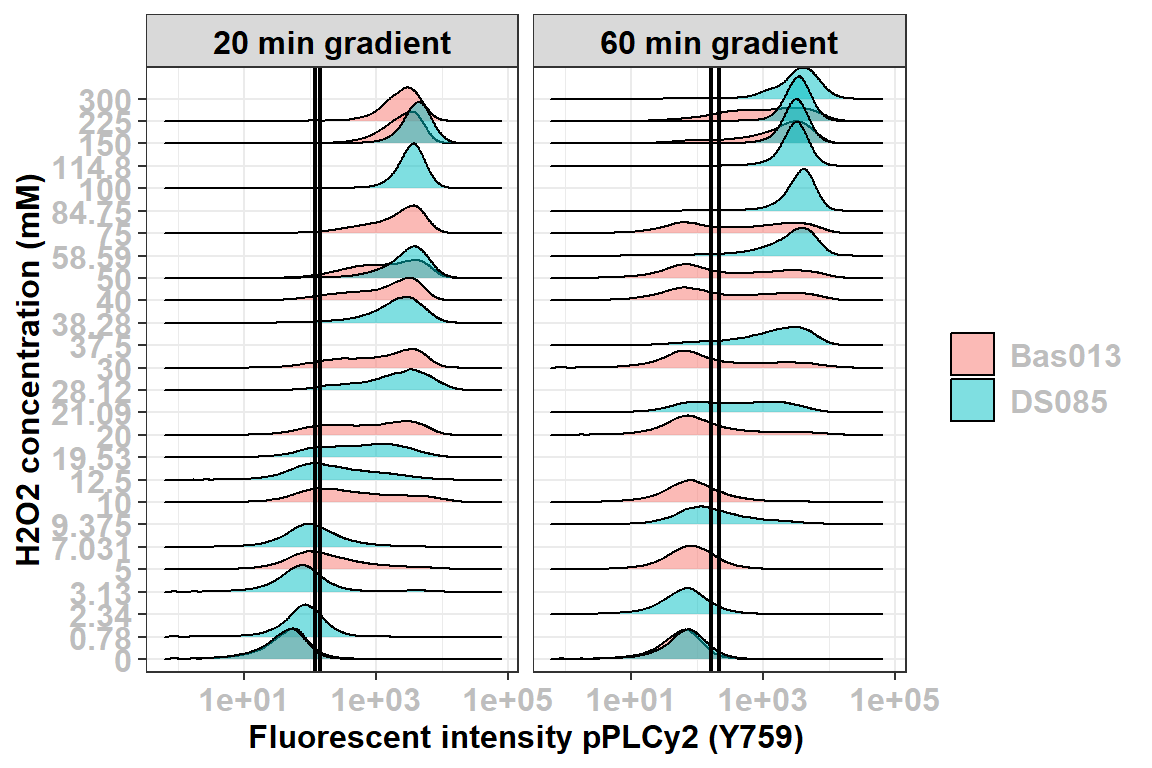 20 min gradient
60 min gradient
H2O2 concentration (mM)
300
225
150
114.8
100
84.75
75
58.59
50
40
38.28
37.5
30
28.12
21.09
20
19.53
12.5
10
9.375
7.031
5
3.13
2.34
0.78
0
1e+01
1e+03
1e+05
1e+01
1e+03
1e+05
Fluorescent intensity pPLCy2 (Y759)
Bas013
DS085